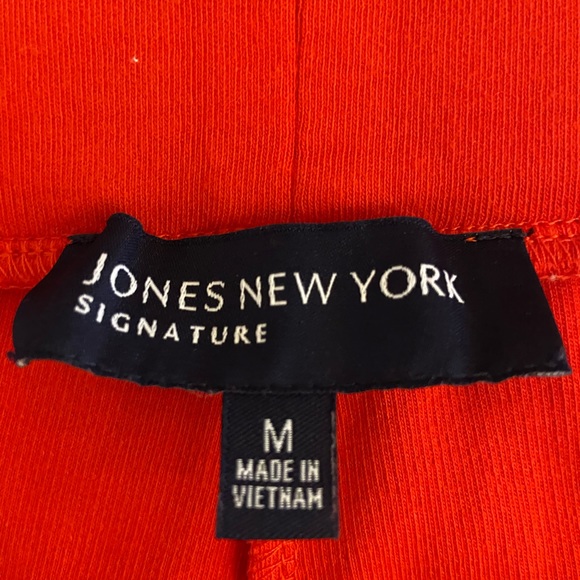 JONES NEW YORK
SIGNATURE
M
MADE IN
VIETNAM